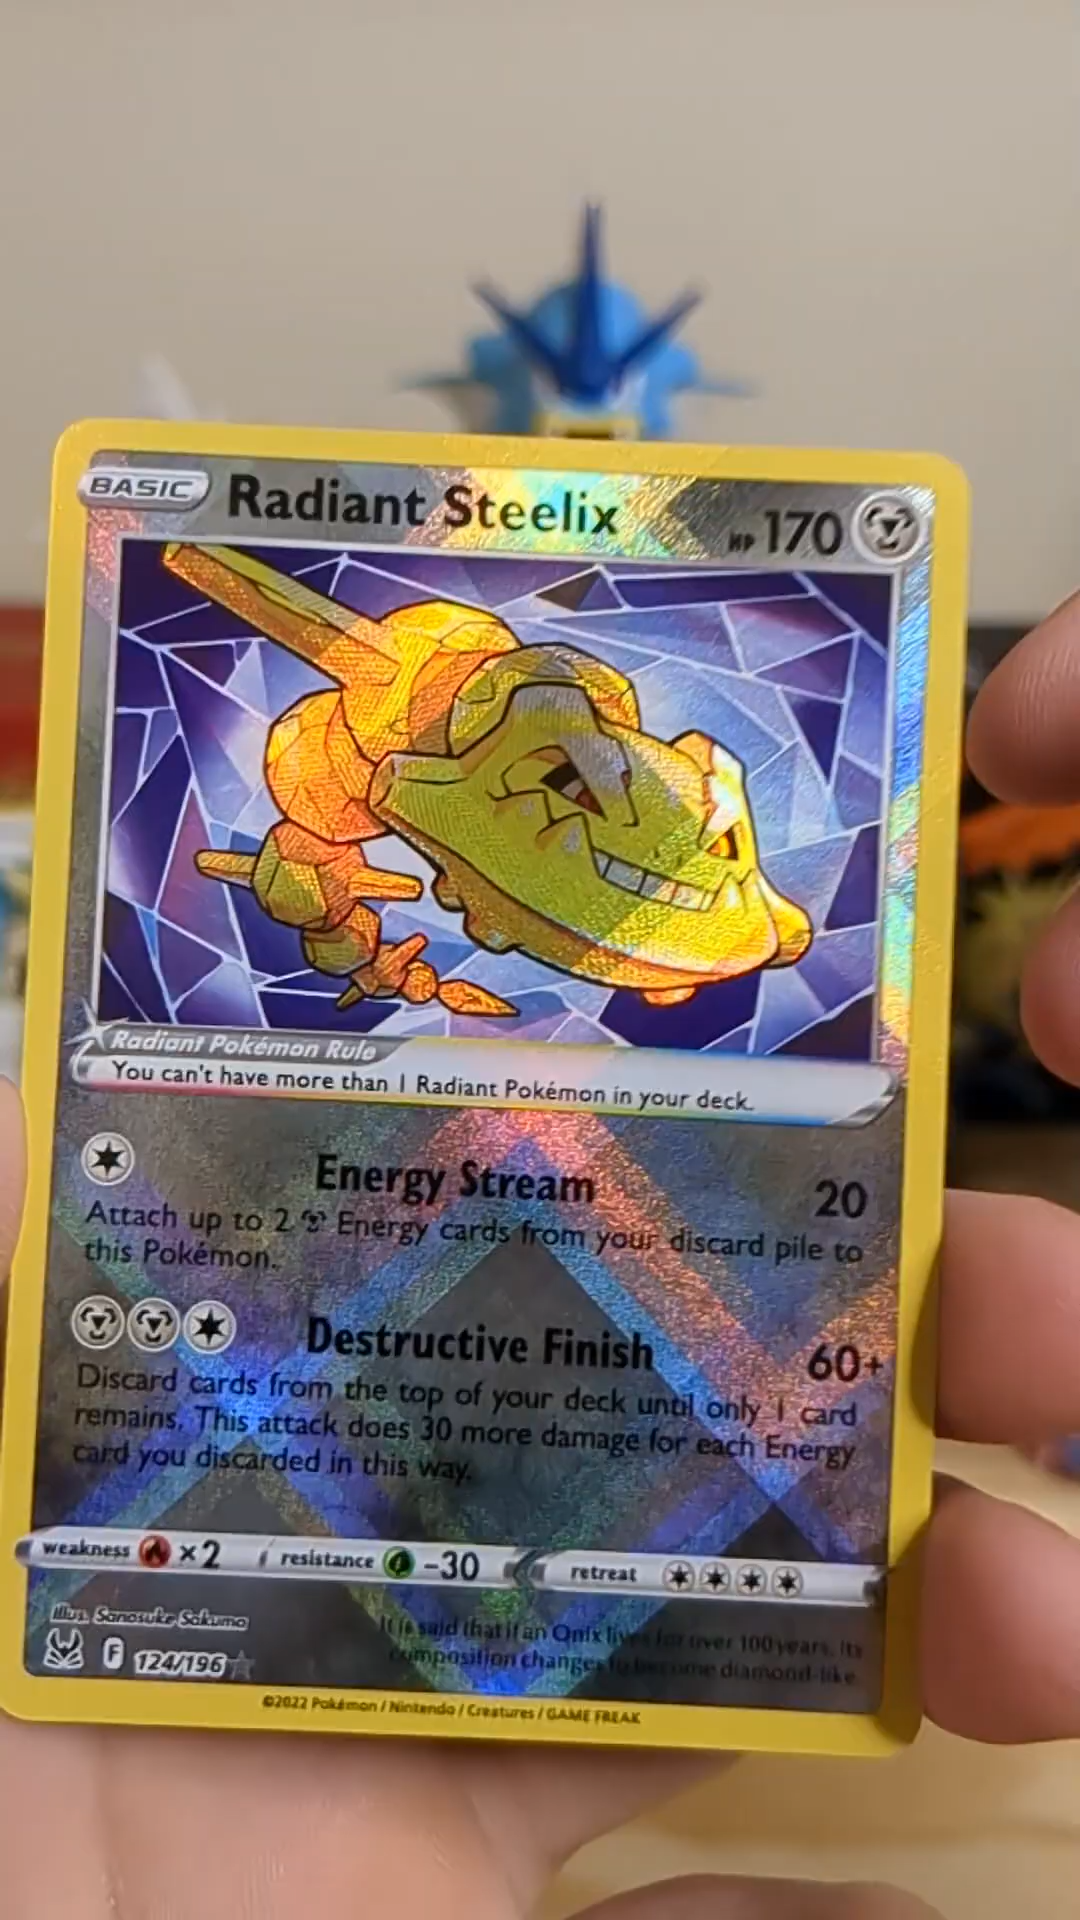 BASIC
Radiant Steelix
HP 170
Radiant Pokémon Rule
You can't have more than 1 Radiant Pokémon in your deck.
Energy Stream 20
Attach up to 2 Energy cards from your discard pile to
this Pokémon.
Destructive Finish 60+
Discard cards from the top of your deck until only 1 card
remains. This attack does 30 more damage for each Energy
card you discarded in this way.
weakness ×2 resistance -30 retreat
Illus. Sanosuke Sakuma
It is said that if an Onix lives for over 100 years, its
composition changes to become diamond-like.
F 124/196
©2022 Pokémon / Nintendo / Creatures / GAME FREAK